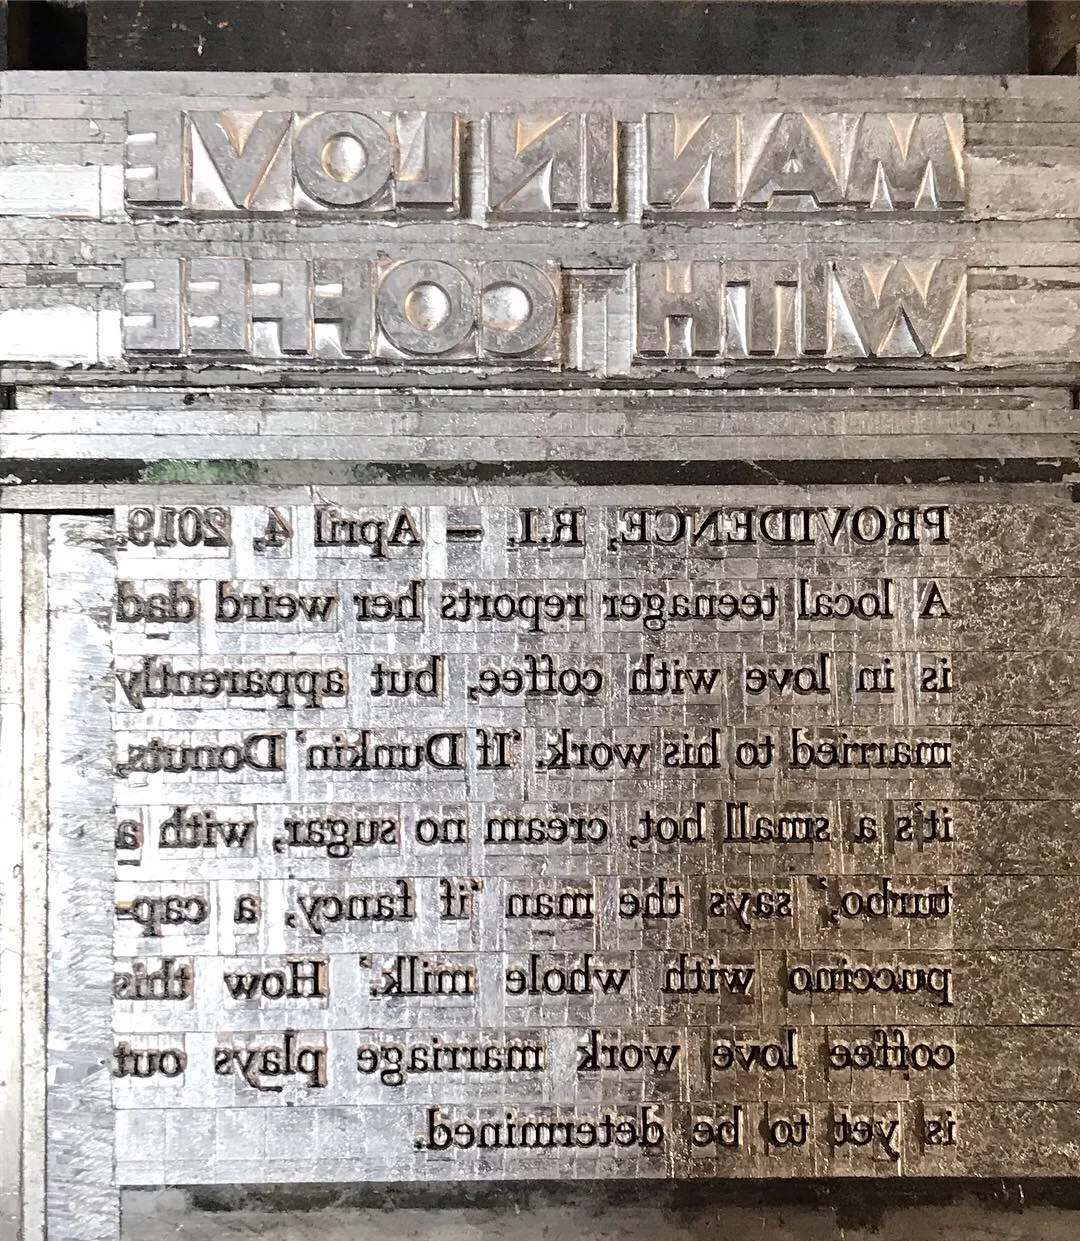 MAN IN LOVE
WITH COFFEE
PROVIDENCE, R.I. — April 4, 2019.
A local teenager reports her weird dad
is in love with coffee, but apparently
married to his work. 'If Dunkin' Donuts,
it's a small hot, cream no sugar, with a
turbo,' says the man 'if fancy, a cap-
puccino with whole milk.' How this
coffee love work marriage plays out
is yet to be determined.